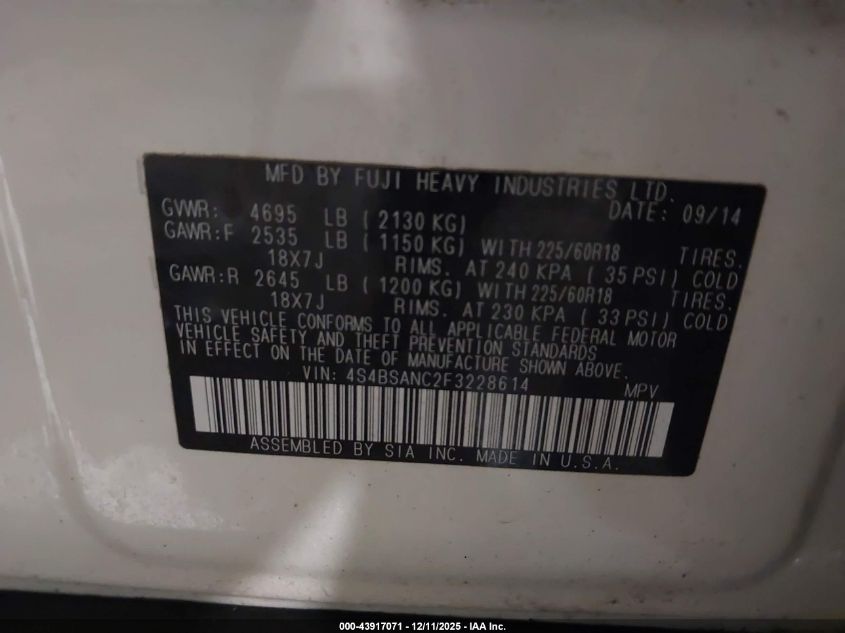 MFD BY FUJI HEAVY INDUSTRIES LTD.
DATE: 09/14
GVWR: 4695 LB ( 2130 KG)
GAWR:F 2535 LB ( 1150 KG) WITH 225/60R18 TIRES.
18X7J RIMS. AT 240 KPA ( 35 PSI) COLD
GAWR:R 2645 LB ( 1200 KG) WITH 225/60R18 TIRES.
18X7J RIMS. AT 230 KPA ( 33 PSI) COLD
THIS VEHICLE CONFORMS TO ALL APPLICABLE FEDERAL MOTOR
VEHICLE SAFETY AND THEFT PREVENTION STANDARDS
IN EFFECT ON THE DATE OF MANUFACTURE SHOWN ABOVE.
VIN: 4S4BSANC2F3228614 MPV
ASSEMBLED BY SIA INC. MADE IN U.S.A.
000-43917071 - 12/11/2025 - IAA Inc.